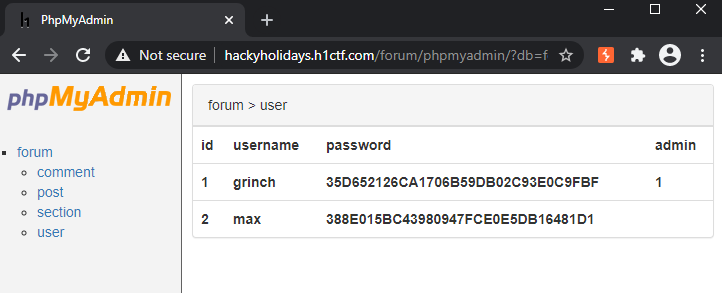 PhpMyAdmin
Not secure | hackyholidays.h1ctf.com/forum/phpmyadmin/?db=f
phpMyAdmin
forum
comment
post
section
user
forum > user
id username password admin
1 grinch 35D652126CA1706B59DB02C93E0C9FBF 1
2 max 388E015BC43980947FCE0E5DB16481D1